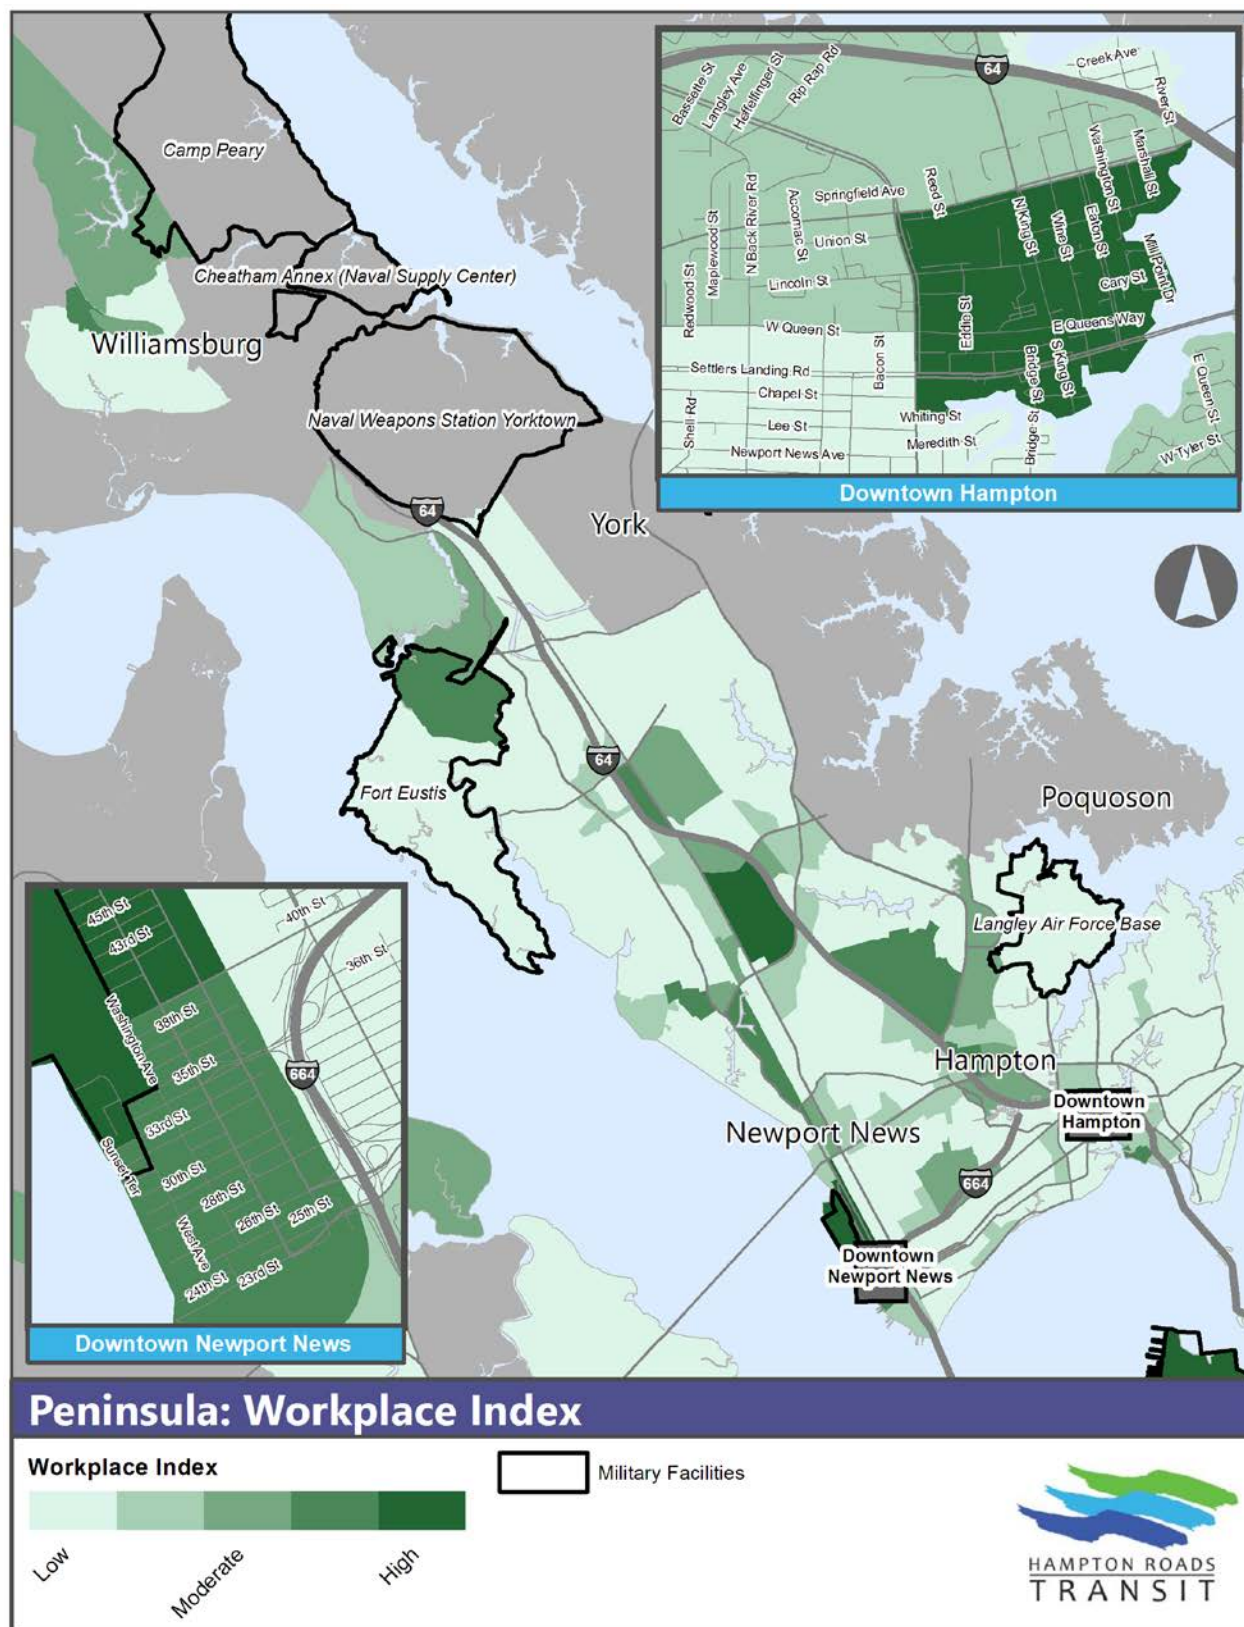 Camp Peary
Cheatham Annex (Naval Supply Center)
Williamsburg
Naval Weapons Station Yorktown
64
York
64
Fort Eustis
Poquoson
Langley Air Force Base
Hampton
Downtown
Hampton
Newport News
664
Downtown
Newport News
64
Creek Ave
River St
Bassette St
Langley Ave
Heffelfinger St
Rip Rap Rd
Washington St
Marshall St
Reed St
Springfield Ave
N Back River Rd
Accomac St
Maplewood St
N King St
Wine St
Eaton St
Union St
Mill Point Dr
Lincoln St
Cary St
Redwood St
Eddie St
E Queens Way
W Queen St
Bacon St
Bridge St
S King St
Settlers Landing Rd
Chapel St
E Queen St
Shell Rd
Whiting St
Lee St
Meredith St
Bridge St
Newport News Ave
W Tyler St
Downtown Hampton
45th St
40th St
43rd St
36th St
Washington Ave
38th St
35th St
664
33rd St
Sunset Ter
30th St
28th St
26th St
25th St
West Ave
24th St
23rd St
Downtown Newport News
Peninsula: Workplace Index
Workplace Index
Low
Moderate
High
Military Facilities
HAMPTON ROADS
TRANSIT